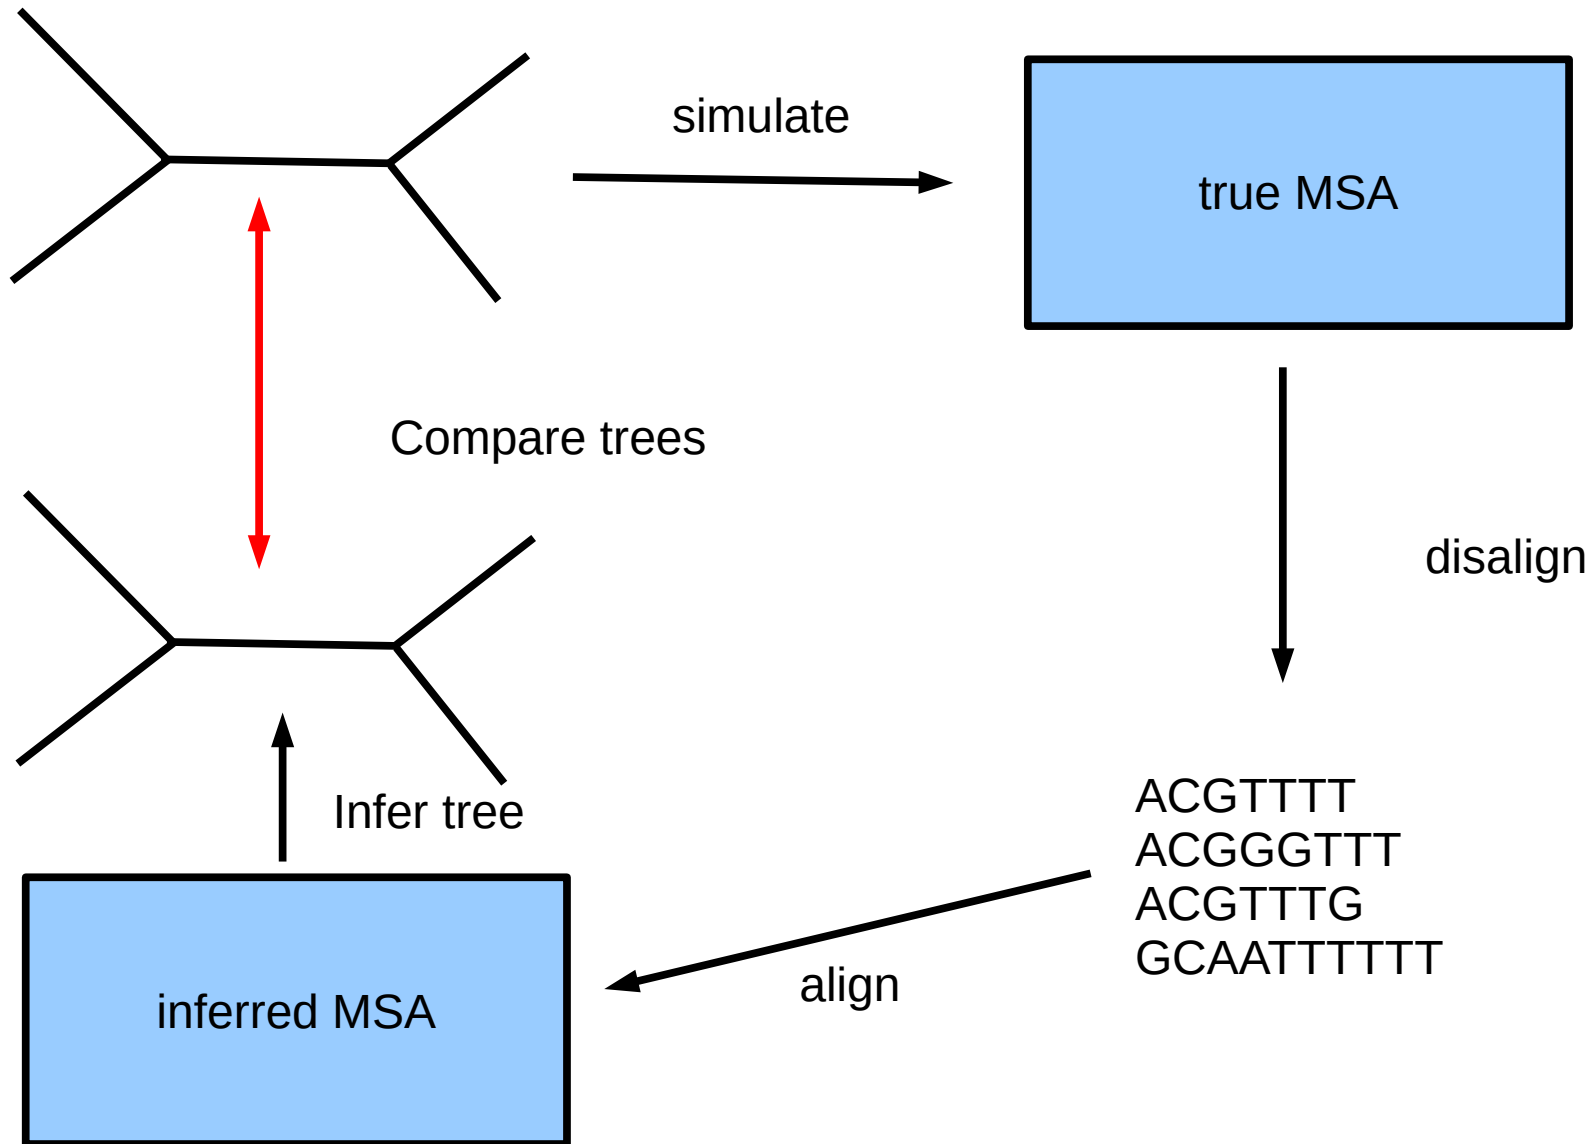 simulate
true MSA
Compare trees
disalign
ACGTTTT
ACGGGTTT
ACGTTTG
GCAATTTTTT
Infer tree
align
inferred MSA